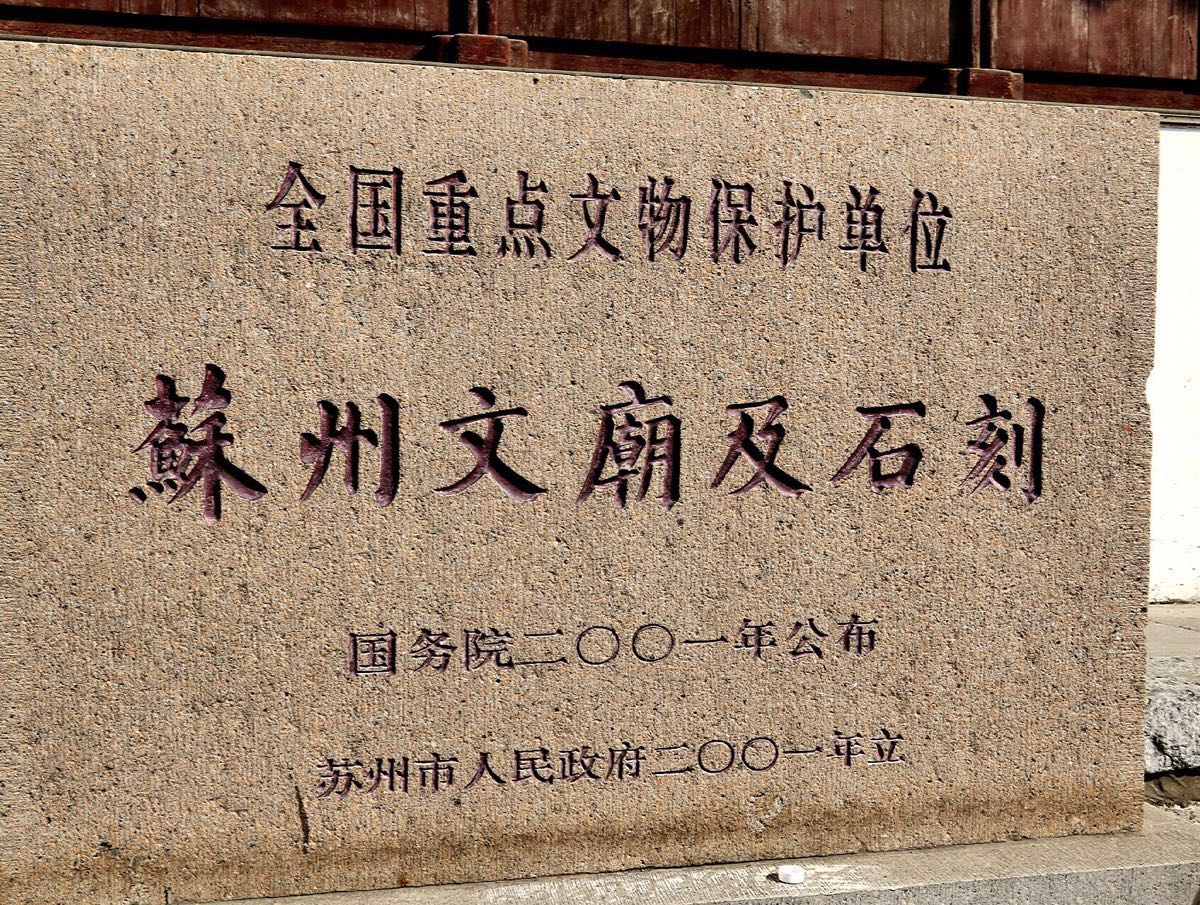 全国重点文物保护单位
蘇州文廟及石刻
国务院二〇〇一年公布
苏州市人民政府二〇〇一年立